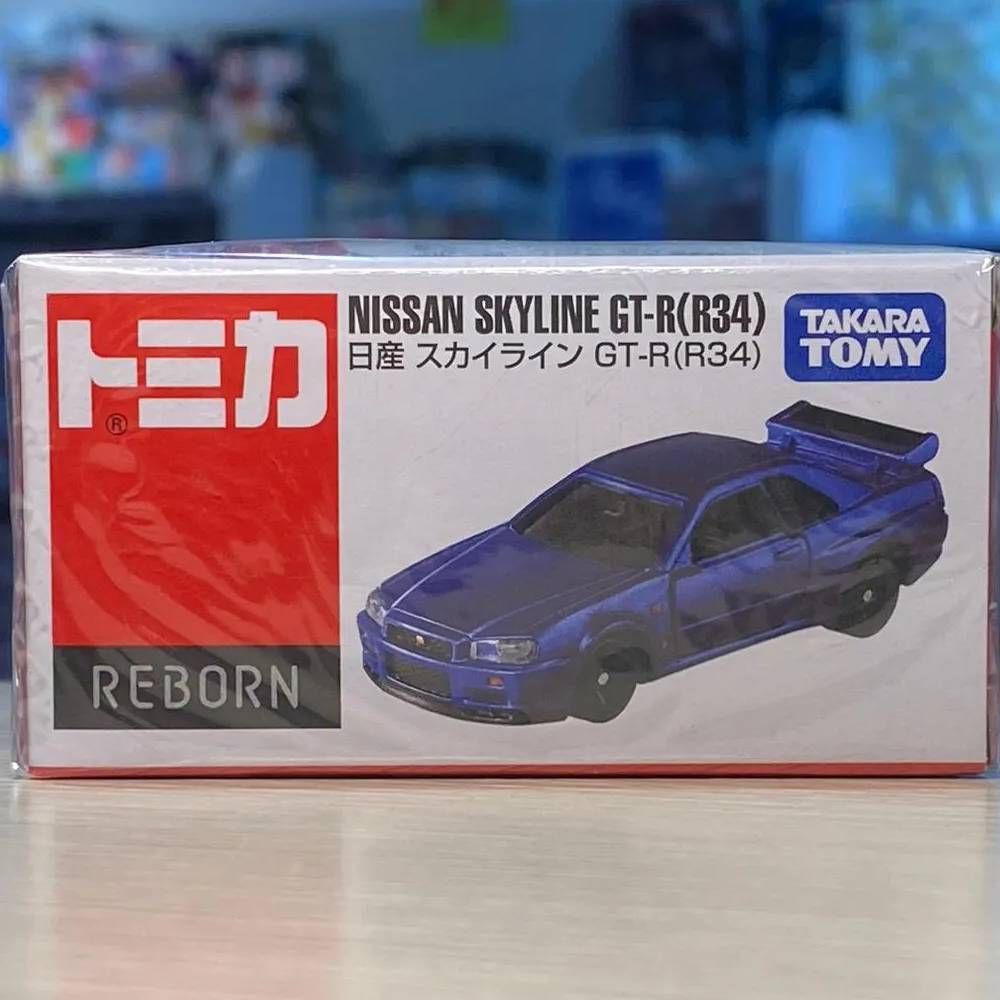 トミカ
®
REBORN
NISSAN SKYLINE GT-R(R34)
日産 スカイライン GT-R(R34)
TAKARA
TOMY